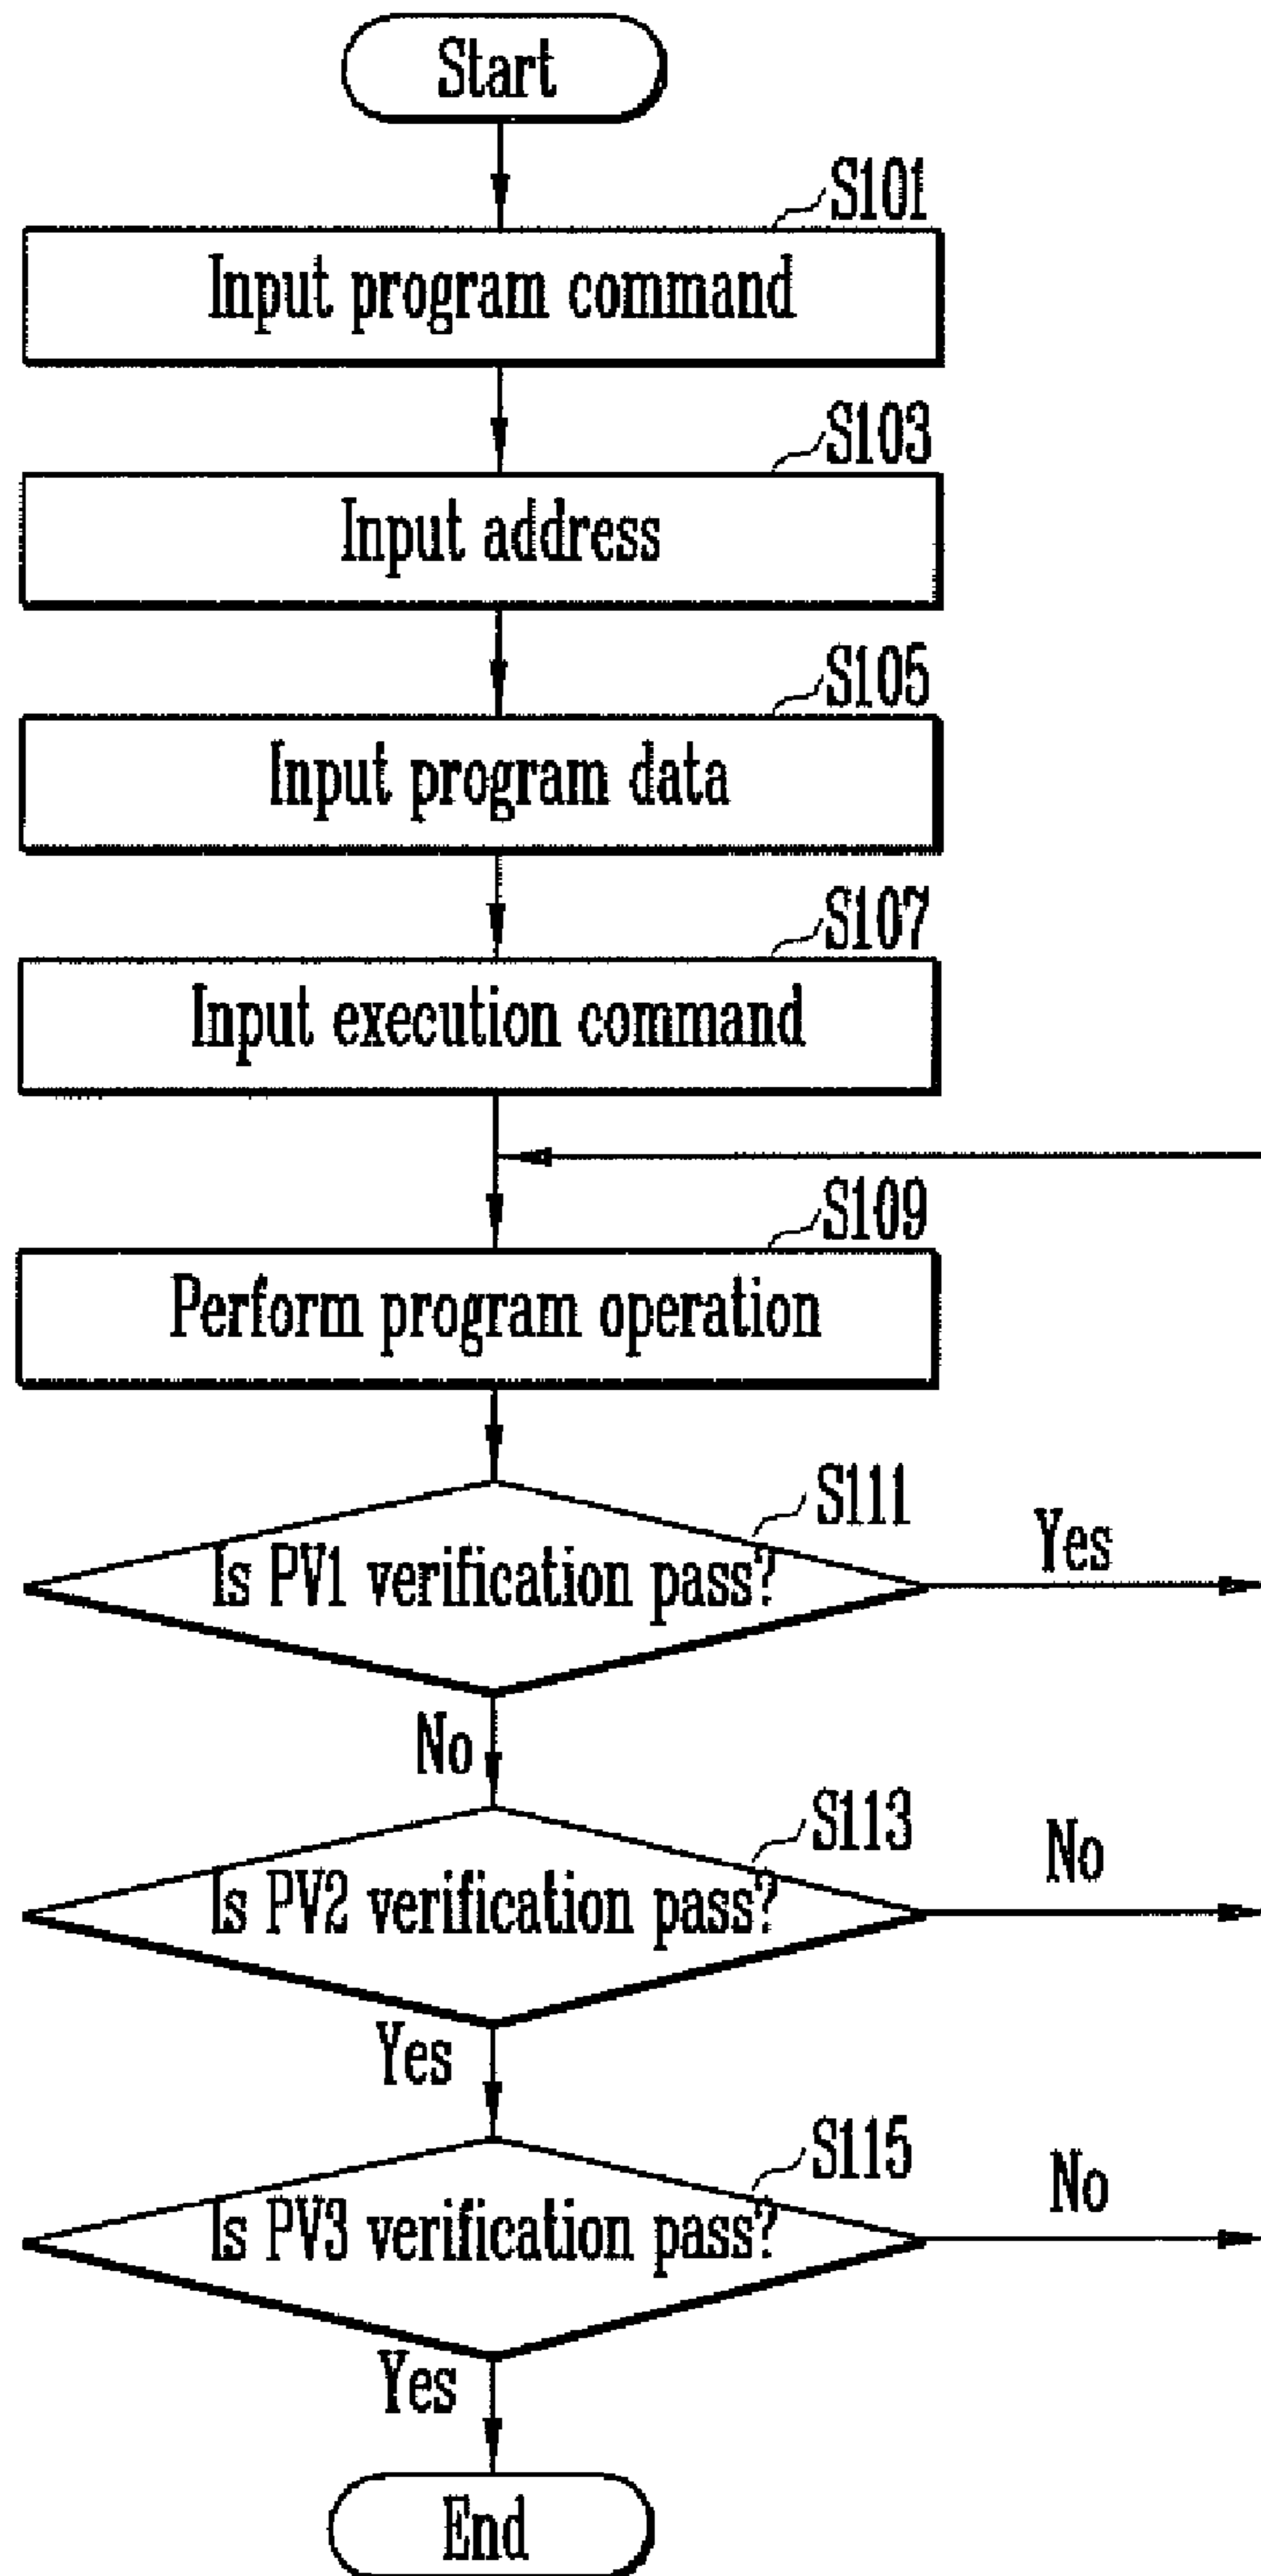 Start
S101
Input program command
S103
Input address
S105
Input program data
S107
Input execution command
S109
Perform program operation
S111
Is PV1 verification pass?
Yes
No
S113
Is PV2 verification pass?
No
Yes
S115
Is PV3 verification pass?
No
Yes
End